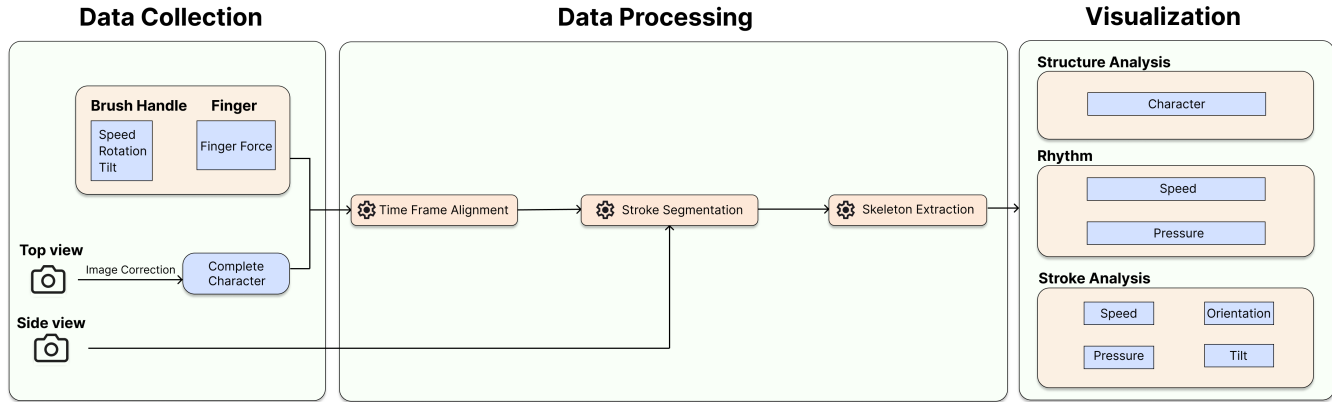 Data Collection
Brush Handle
Finger
Speed
Rotation
Tilt
Finger Force
Top view
Image Correction
Complete
Character
Side view
Data Processing
Time Frame Alignment
Stroke Segmentation
Skeleton Extraction
Visualization
Structure Analysis
Character
Rhythm
Speed
Pressure
Stroke Analysis
Speed
Orientation
Pressure
Tilt